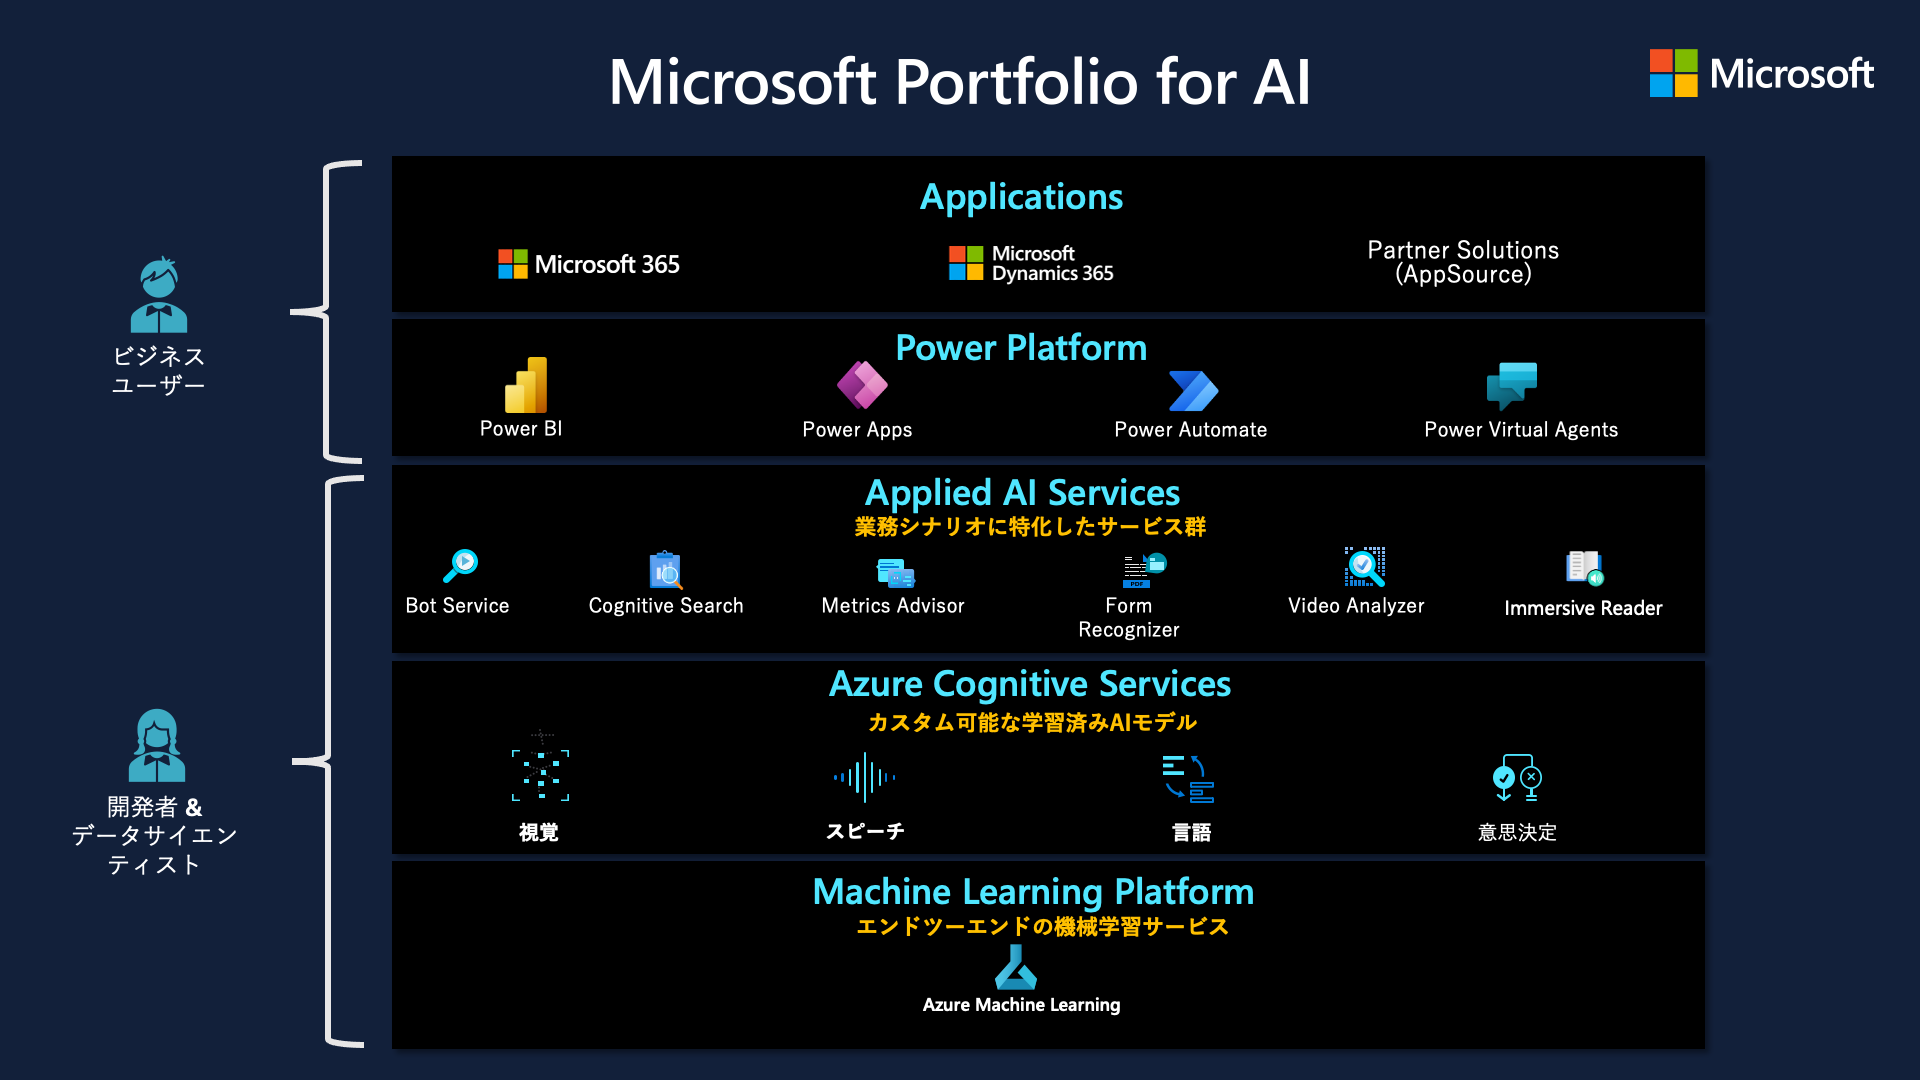 Microsoft Portfolio for AI
Microsoft
Applications
Microsoft 365
Microsoft
Dynamics 365
Partner Solutions
(AppSource)
ビジネス
ユーザー
Power Platform
Power BI
Power Apps
Power Automate
Power Virtual Agents
Applied AI Services
業務シナリオに特化したサービス群
Bot Service
Cognitive Search
Metrics Advisor
PDF
Form
Recognizer
Video Analyzer
Immersive Reader
開発者 &
データサイエン
ティスト
Azure Cognitive Services
カスタム可能な学習済みAIモデル
視覚
スピーチ
言語
意思決定
Machine Learning Platform
エンドツーエンドの機械学習サービス
Azure Machine Learning